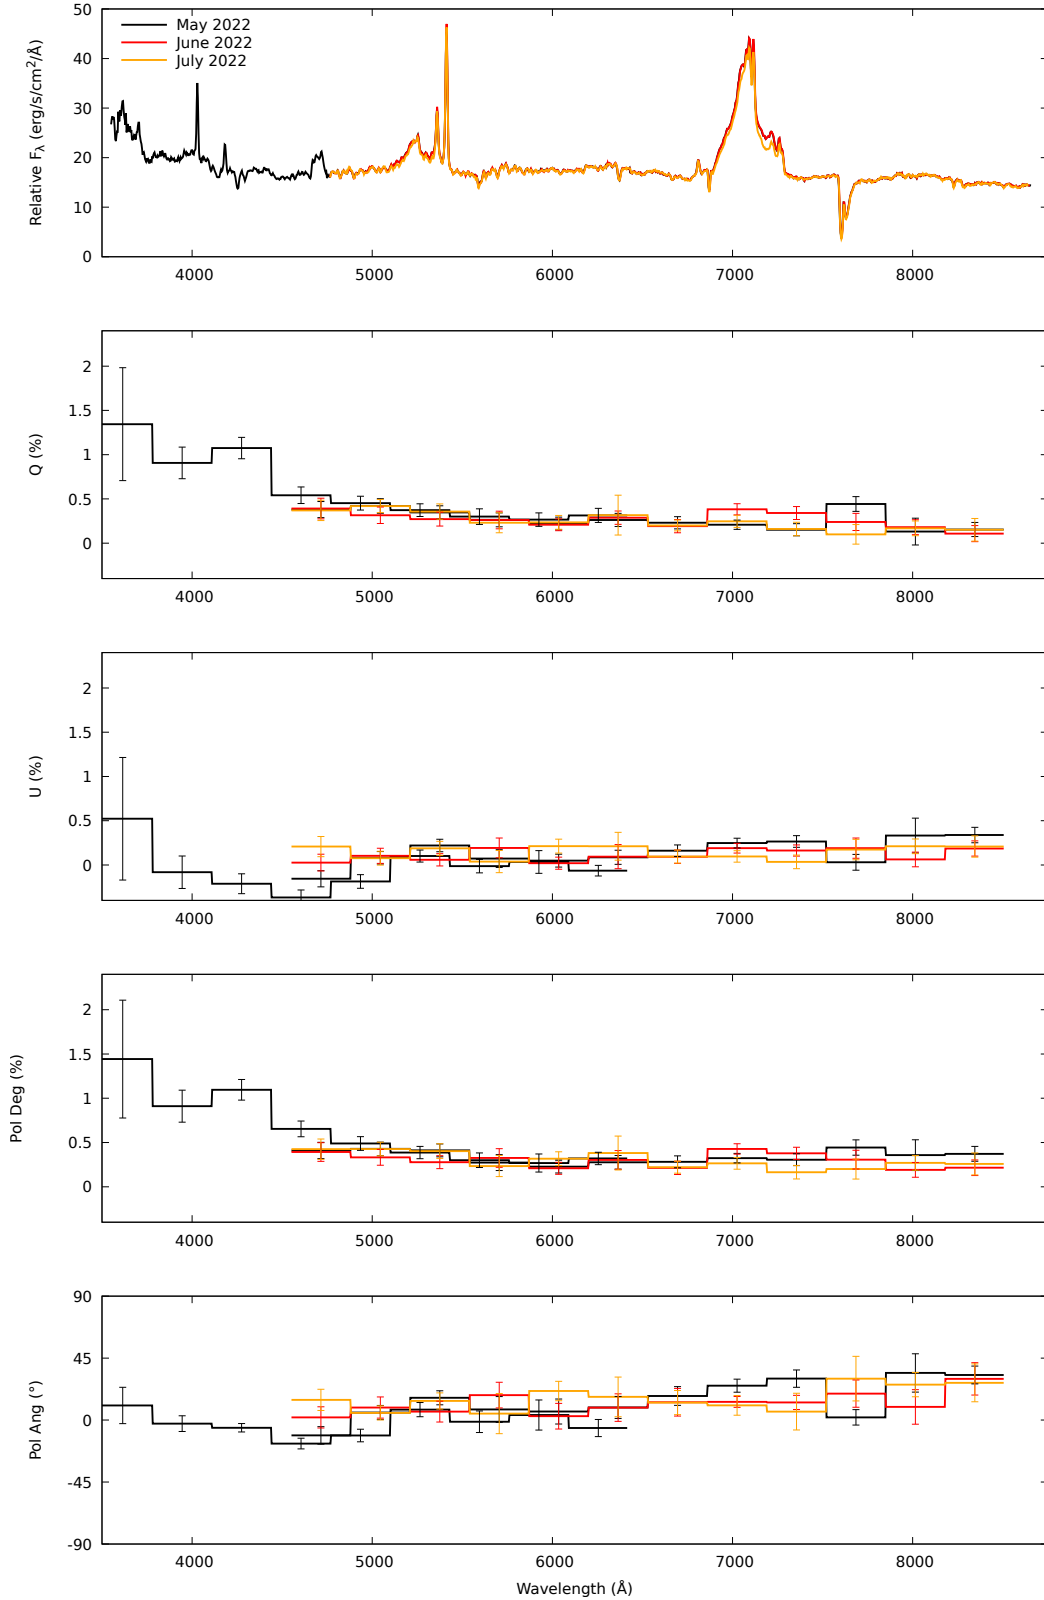 50
40
30
20
10
0
Relative Fλ (erg/s/cm²/Å)
May 2022
June 2022
July 2022
4000 5000 6000 7000 8000
2
1.5
1
0.5
0
Q (%)
4000 5000 6000 7000 8000
2
1.5
1
0.5
0
U (%)
4000 5000 6000 7000 8000
2
1.5
1
0.5
0
Pol Deg (%)
4000 5000 6000 7000 8000
90
45
0
-45
-90
Pol Ang (°)
4000 5000 6000 7000 8000
Wavelength (Å)